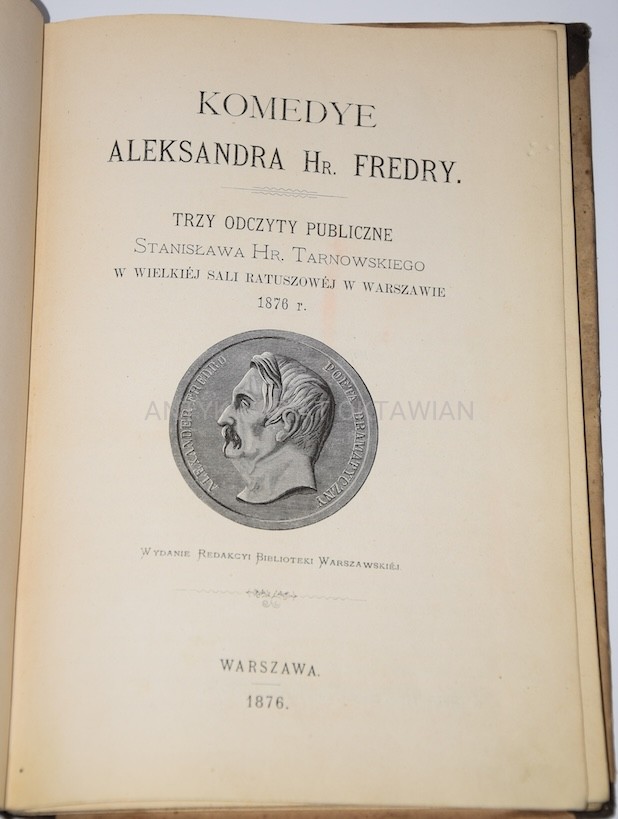 KOMEDYE
ALEKSANDRA HR. FREDRY.
TRZY ODCZYTY PUBLICZNE
STANISŁAWA HR. TARNOWSKIEGO
W WIELKIÉJ SALI RATUSZOWÉJ W WARSZAWIE
1876 r.
ALEXANDER FREDRO POETA DRAMATYCZNY
WYDANIE REDAKCYI BIBLIOTEKI WARSZAWSKIÉJ
WARSZAWA.
1876.